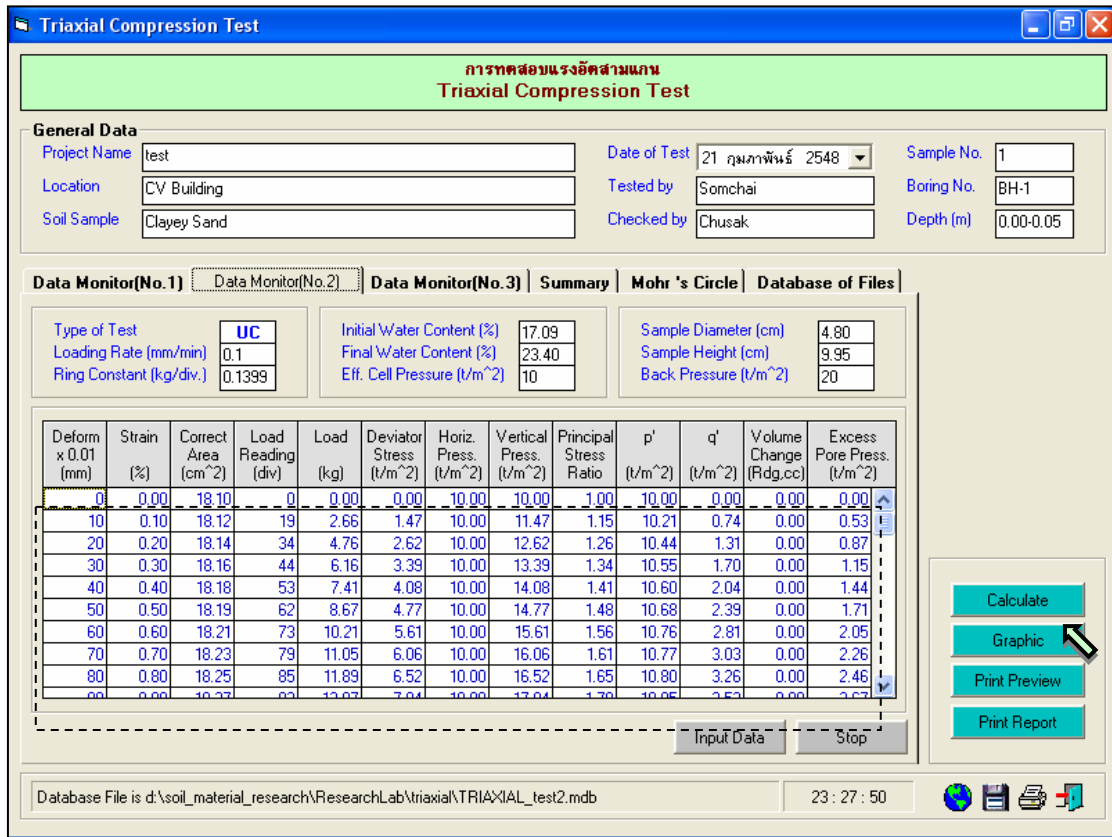 Triaxial Compression Test
การทดสอบแรงอัดสามแกน
Triaxial Compression Test
General Data
Project Name test Date of Test 21 กุมภาพันธ์ 2548 Sample No. 1
Location CV Building Tested by Somchai Boring No. BH-1
Soil Sample Clayey Sand Checked by Chusak Depth (m) 0.00-0.05
Data Monitor(No.1) Data Monitor(No.2) Data Monitor(No.3) Summary Mohr 's Circle Database of Files
Type of Test UC Initial Water Content (%) 17.09 Sample Diameter (cm) 4.80
Loading Rate (mm/min) 0.1 Final Water Content (%) 23.40 Sample Height (cm) 9.95
Ring Constant (kg/div.) 0.1399 Eff. Cell Pressure (t/m^2) 10 Back Pressure (t/m^2) 20
Deform Strain Correct Load Load Deviator Horiz. Vertical Principal p' q' Volume Excess
x 0.01 Area Reading Stress Press. Press. Stress Change Pore Press.
(mm) (%) (cm^2) (div) (kg) (t/m^2) (t/m^2) (t/m^2) Ratio (t/m^2) (t/m^2) (Rdg,cc) (t/m^2)
0 0.00 18.10 0 0.00 0.00 10.00 10.00 1.00 10.00 0.00 0.00 0.00
10 0.10 18.12 19 2.66 1.47 10.00 11.47 1.15 10.21 0.74 0.00 0.53
20 0.20 18.14 34 4.76 2.62 10.00 12.62 1.26 10.44 1.31 0.00 0.87
30 0.30 18.16 44 6.16 3.39 10.00 13.39 1.34 10.55 1.70 0.00 1.15
40 0.40 18.18 53 7.41 4.08 10.00 14.08 1.41 10.60 2.04 0.00 1.44
50 0.50 18.19 62 8.67 4.77 10.00 14.77 1.48 10.68 2.39 0.00 1.71
60 0.60 18.21 73 10.21 5.61 10.00 15.61 1.56 10.76 2.81 0.00 2.05
70 0.70 18.23 79 11.05 6.06 10.00 16.06 1.61 10.77 3.03 0.00 2.26
80 0.80 18.25 85 11.89 6.52 10.00 16.52 1.65 10.80 3.26 0.00 2.46
Calculate
Graphic
Print Preview
Print Report
Input Data Stop
Database File is d:\soil_material_research\ResearchLab\triaxial\TRIAXIAL_test2.mdb 23 : 27 : 50